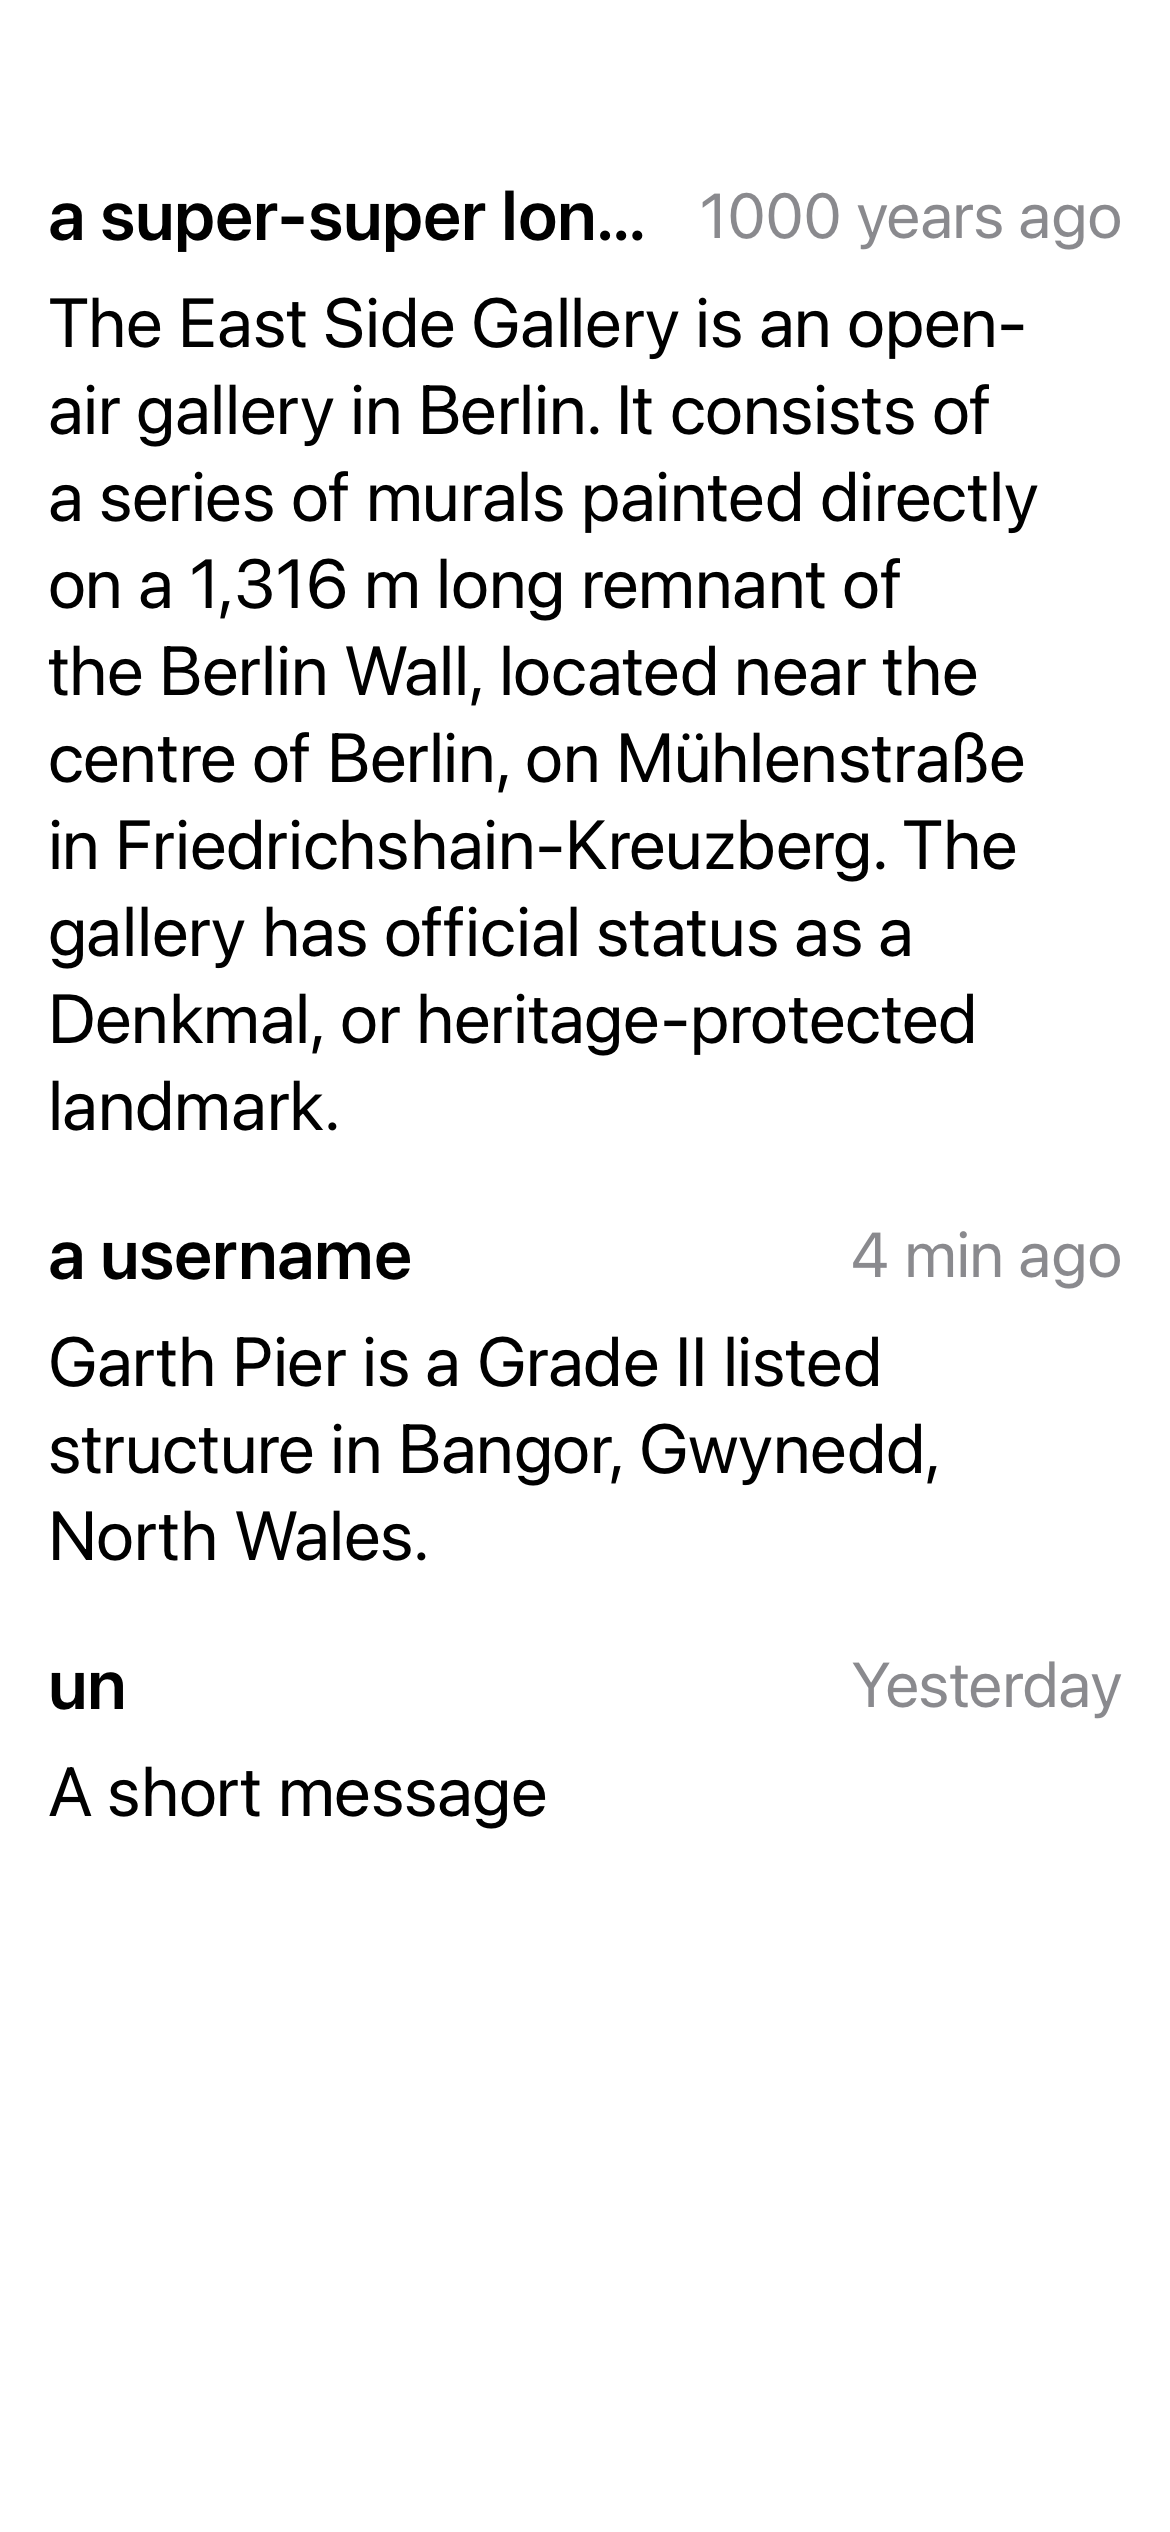 a super-super lon... 1000 years ago
The East Side Gallery is an open-
air gallery in Berlin. It consists of
a series of murals painted directly
on a 1,316 m long remnant of
the Berlin Wall, located near the
centre of Berlin, on Mühlenstraße
in Friedrichshain-Kreuzberg. The
gallery has official status as a
Denkmal, or heritage-protected
landmark.
a username 4 min ago
Garth Pier is a Grade II listed
structure in Bangor, Gwynedd,
North Wales.
un Yesterday
A short message